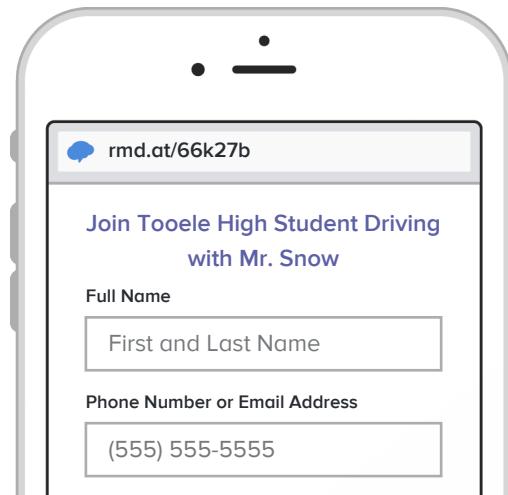 rmd.at/66k27b
Join Tooele High Student Driving
with Mr. Snow
Full Name
First and Last Name
Phone Number or Email Address
(555) 555-5555